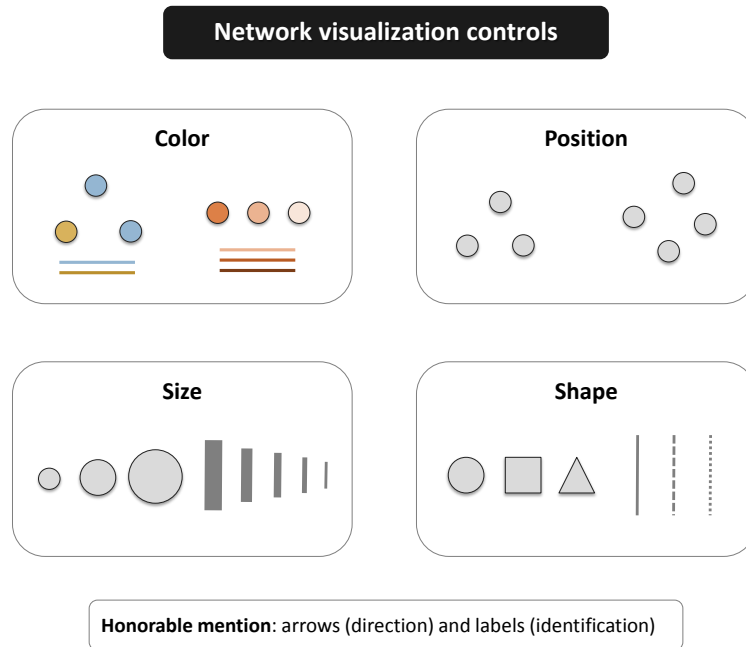 Network visualization controls
Color
Position
Size
Shape
Honorable mention: arrows (direction) and labels (identification)